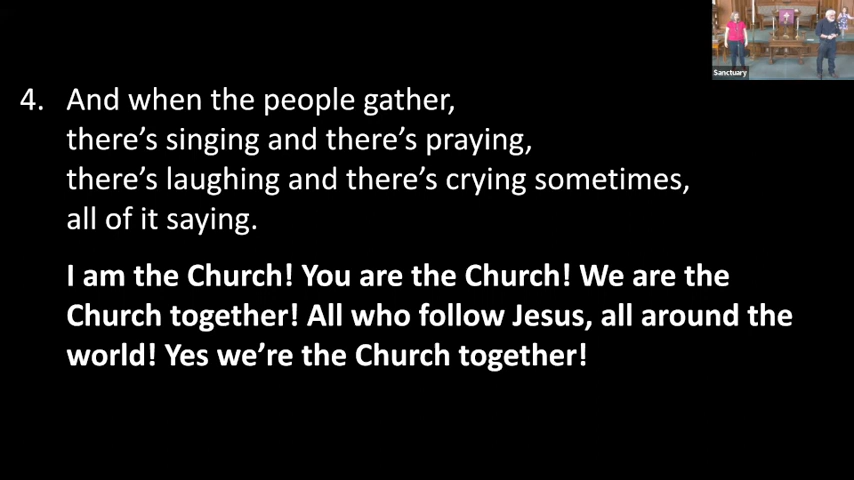 Sanctuary
4. And when the people gather,
there's singing and there's praying,
there's laughing and there's crying sometimes,
all of it saying.
I am the Church! You are the Church! We are the
Church together! All who follow Jesus, all around the
world! Yes we're the Church together!